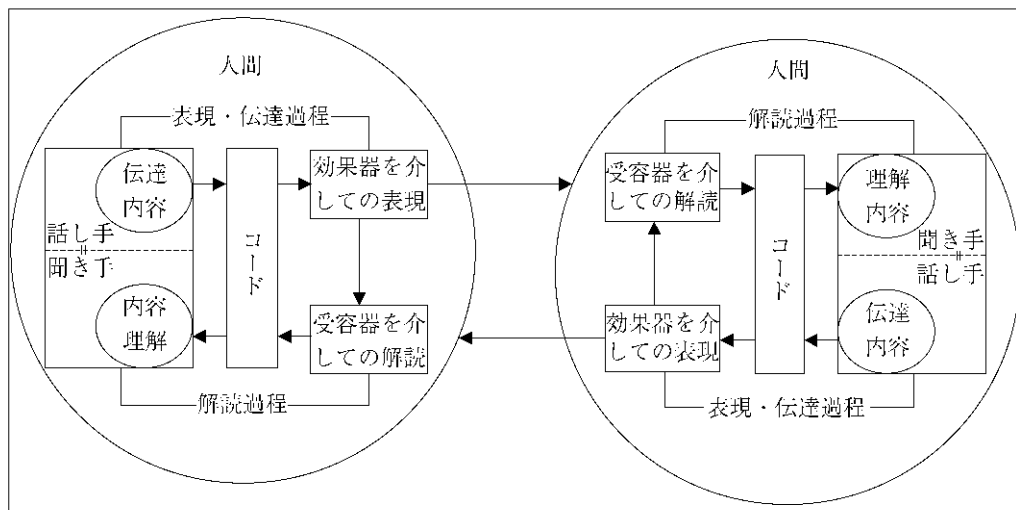 人間
表現・伝達過程
伝達
内容
話し手
=
聞き手
内容
理解
コード
効果器を介
しての表現
受容器を介
しての解読
解読過程
人間
解読過程
受容器を介
しての解読
効果器を介
しての表現
コード
理解
内容
聞き手
=
話し手
伝達
内容
表現・伝達過程